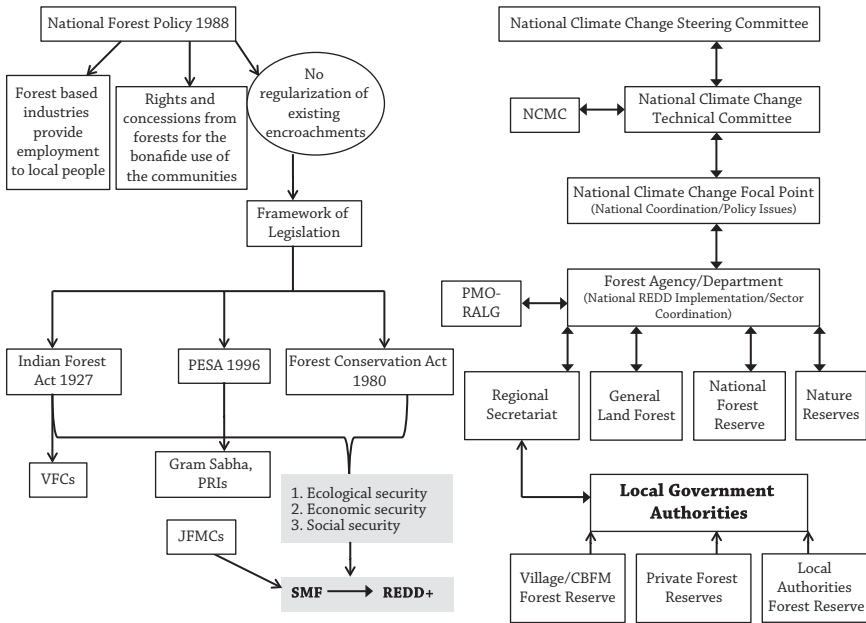 National Forest Policy 1988
Forest based
industries
provide
employment
to local people
Rights and
concessions from
forests for the
bonafide use of
the communities
No
regularization of
existing
encroachments
Framework of
Legislation
Indian Forest
Act 1927
PESA 1996
Forest Conservation Act
1980
VFCs
Gram Sabha,
PRIs
1. Ecological security
2. Economic security
3. Social security
JFMCs
SMF
REDD+
National Climate Change Steering Committee
NCMC
National Climate Change
Technical Committee
National Climate Change Focal Point
(National Coordination/Policy Issues)
PMO-
RALG
Forest Agency/Department
(National REDD Implementation/Sector
Coordination)
Regional
Secretariat
General
Land Forest
National
Forest
Reserve
Nature
Reserves
Local Government
Authorities
Village/CBFM
Forest Reserve
Private Forest
Reserves
Local
Authorities
Forest Reserve